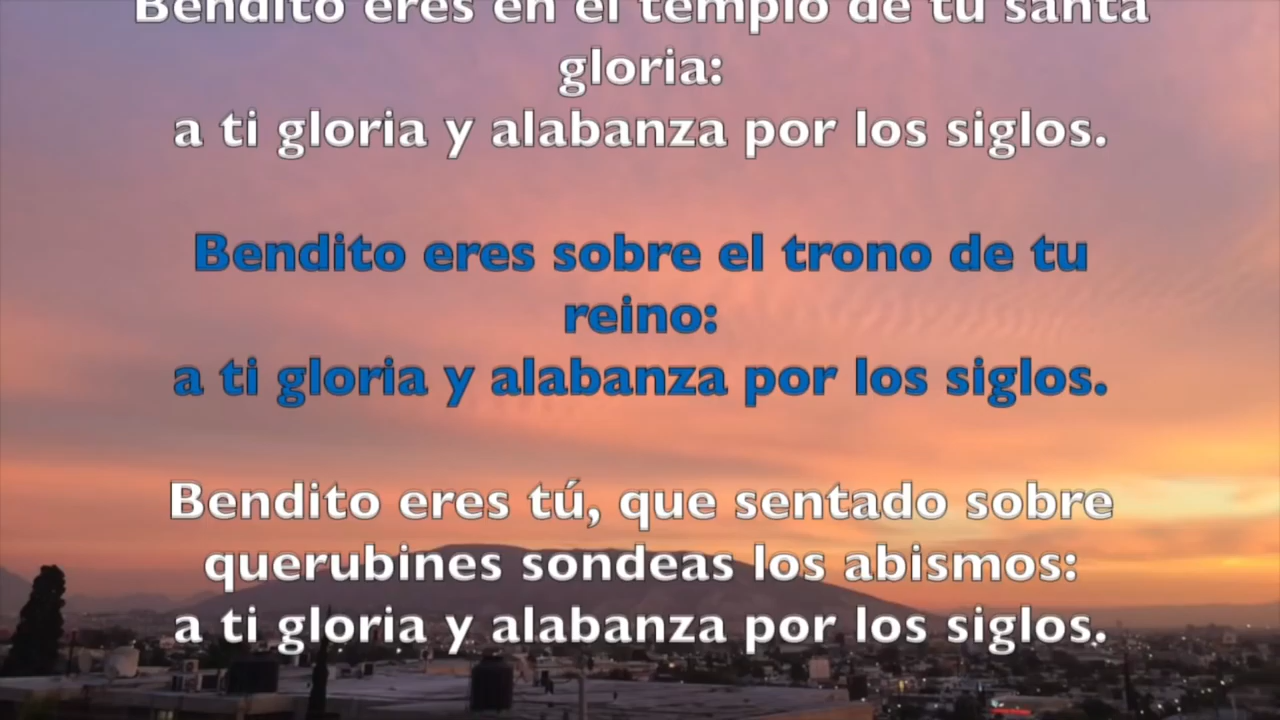 Bendito eres en el templo de tu santa
gloria:
a ti gloria y alabanza por los siglos.
Bendito eres sobre el trono de tu
reino:
a ti gloria y alabanza por los siglos.
Bendito eres tú, que sentado sobre
querubines sondeas los abismos:
a ti gloria y alabanza por los siglos.